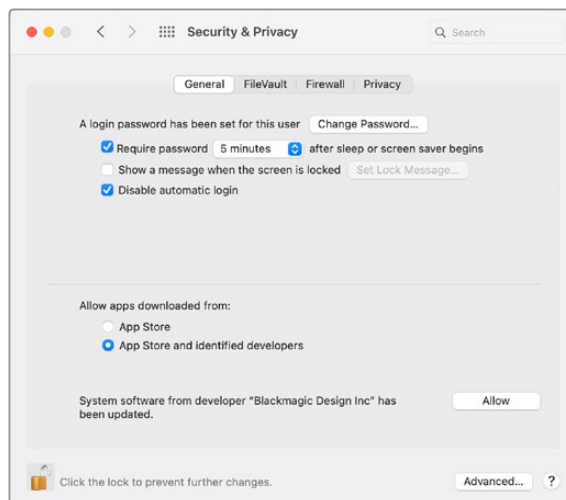 Security & Privacy
Search
General FileVault Firewall Privacy
A login password has been set for this user Change Password...
Require password 5 minutes after sleep or screen saver begins
Show a message when the screen is locked Set Lock Message...
Disable automatic login
Allow apps downloaded from:
App Store
App Store and identified developers
System software from developer "Blackmagic Design Inc" has
been updated.
Allow
Click the lock to prevent further changes.
Advanced... ?